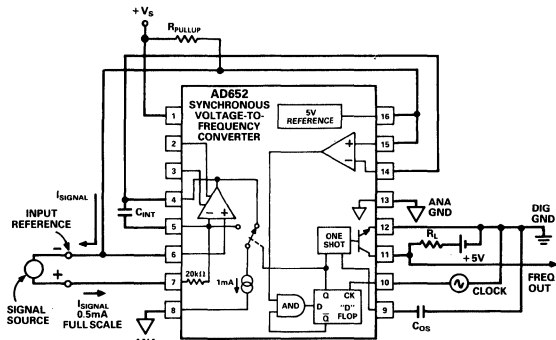 +VS
RPULLUP
AD652
SYNCHRONOUS
VOLTAGE-TO-
FREQUENCY
CONVERTER
5V
REFERENCE
1
2
3
4
5
6
7
8
16
15
14
13
12
11
10
9
ISIGNAL
CINT
INPUT
REFERENCE
SIGNAL
SOURCE
ISIGNAL
0.5mA
FULL SCALE
20kΩ
1mA
ONE
SHOT
AND
D
Q
CK
"D"
FLOP
Q
ANA
GND
DIG
GND
RL
+5V
FREQ
OUT
CLOCK
COS